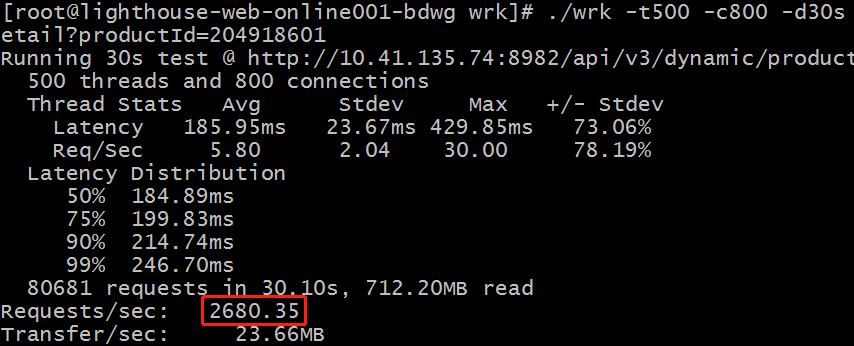 [root@lighthouse-web-online001-bdwg wrk]# ./wrk -t500 -c800 -d30s
etail?productId=204918601
Running 30s test @ http://10.41.135.74:8982/api/v3/dynamic/product
500 threads and 800 connections
Thread Stats Avg Stdev Max +/- Stdev
Latency 185.95ms 23.67ms 429.85ms 73.06%
Req/Sec 5.80 2.04 30.00 78.19%
Latency Distribution
50% 184.89ms
75% 199.83ms
90% 214.74ms
99% 246.70ms
80681 requests in 30.10s, 712.20MB read
Requests/sec: 2680.35
Transfer/sec: 23.66MB